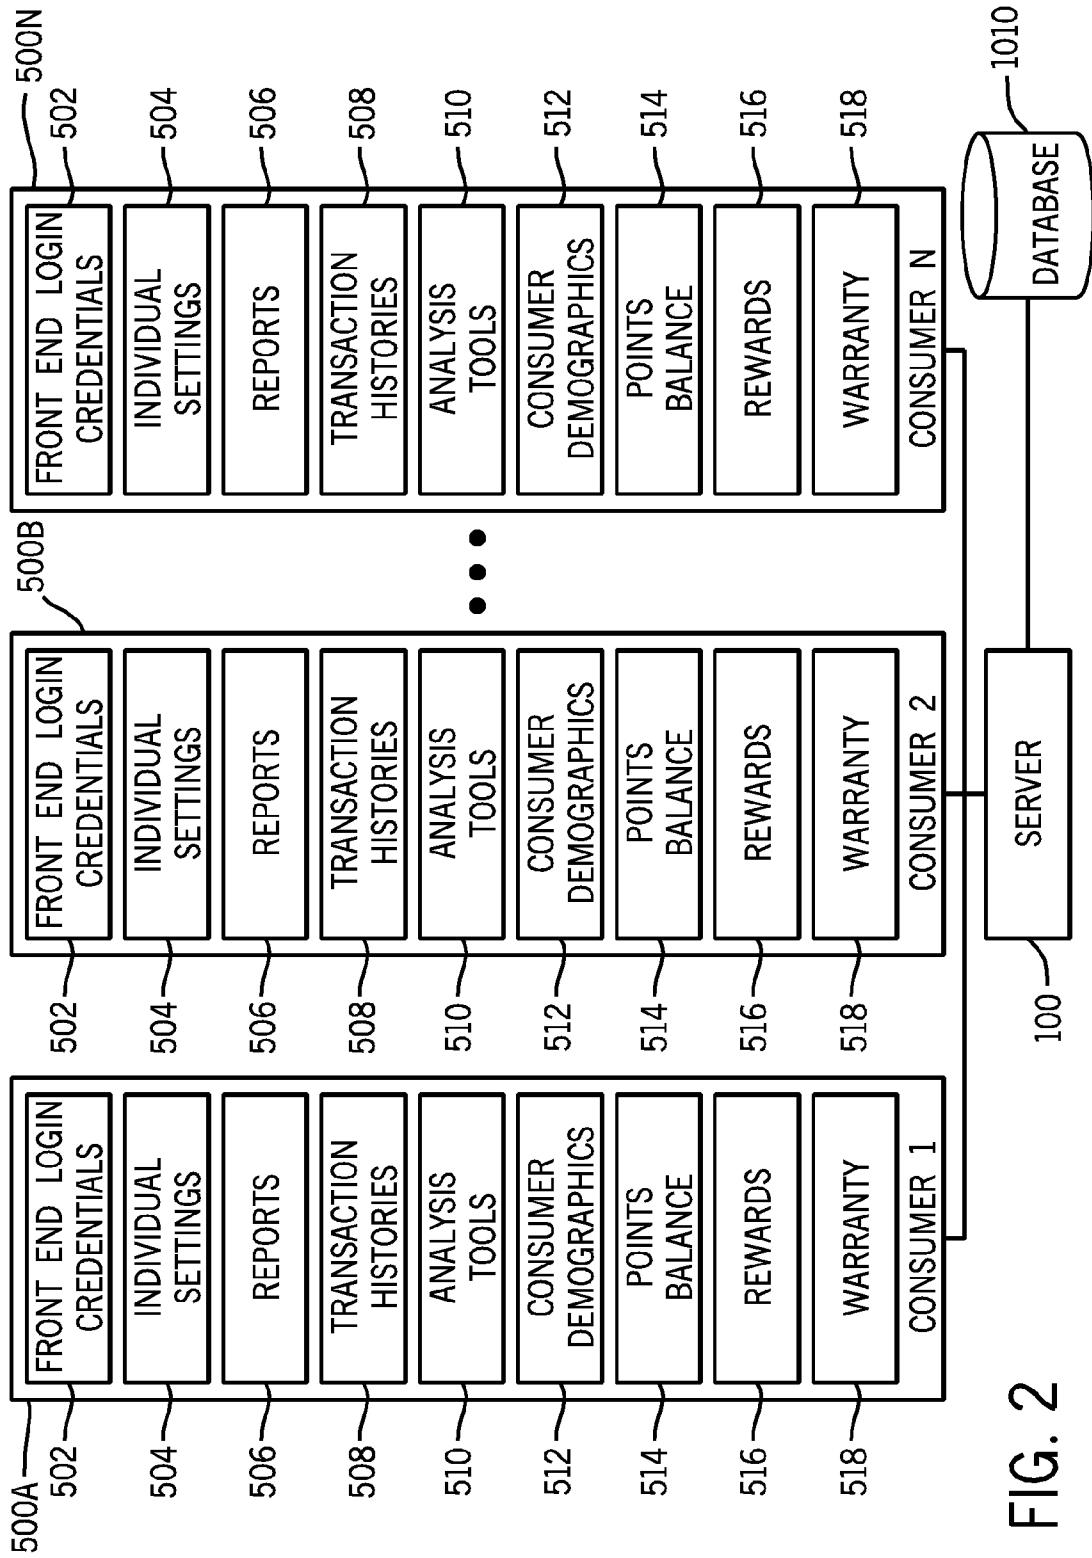 500A
502
FRONT END LOGIN
CREDENTIALS
504
INDIVIDUAL
SETTINGS
506
REPORTS
508
TRANSACTION
HISTORIES
510
ANALYSIS
TOOLS
512
CONSUMER
DEMOGRAPHICS
514
POINTS
BALANCE
516
REWARDS
518
WARRANTY
CONSUMER 1
500B
502
FRONT END LOGIN
CREDENTIALS
504
INDIVIDUAL
SETTINGS
506
REPORTS
508
TRANSACTION
HISTORIES
510
ANALYSIS
TOOLS
512
CONSUMER
DEMOGRAPHICS
514
POINTS
BALANCE
516
REWARDS
518
WARRANTY
CONSUMER 2
500N
FRONT END LOGIN
CREDENTIALS
502
INDIVIDUAL
SETTINGS
504
REPORTS
506
TRANSACTION
HISTORIES
508
ANALYSIS
TOOLS
510
CONSUMER
DEMOGRAPHICS
512
POINTS
BALANCE
514
REWARDS
516
WARRANTY
518
CONSUMER N
100
SERVER
DATABASE
1010
FIG. 2